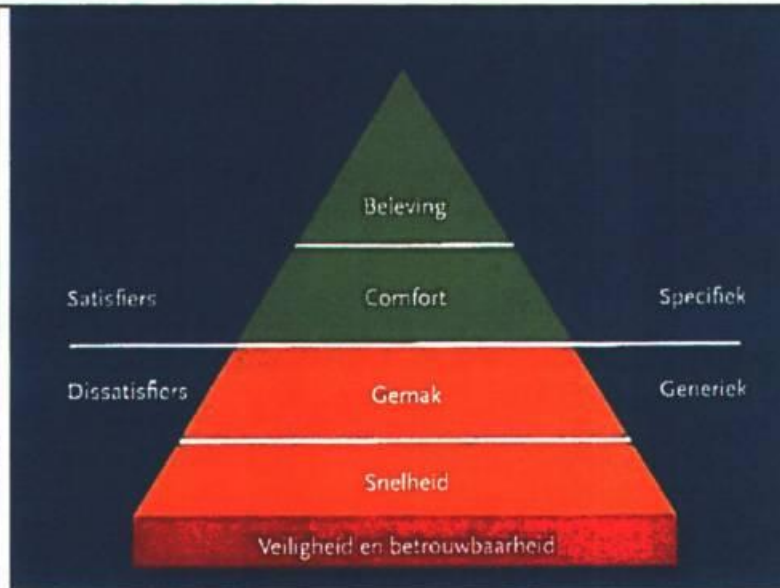 Beleving
Satisfiers Comfort Specifiek
Dissatisfiers Gemak Generiek
Snelheid
Veiligheid en betrouwbaarheid